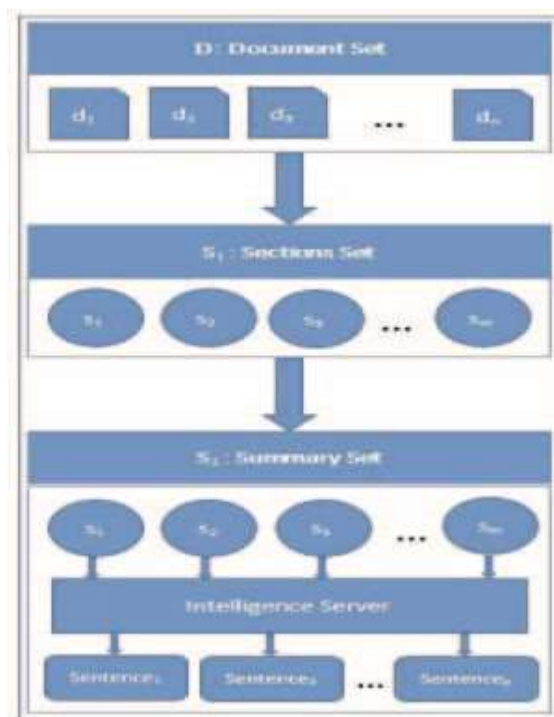 D: Document Set
d₁ d₂ d₃ ... dₙ
S₁ : Sections Set
S₁ S₂ S₃ ... Sₘ
S₂ : Summary Set
S₁ S₂ S₃ ... Sₘ
Intelligence Server
Sentence₁ Sentence₂ ... Sentenceₚ